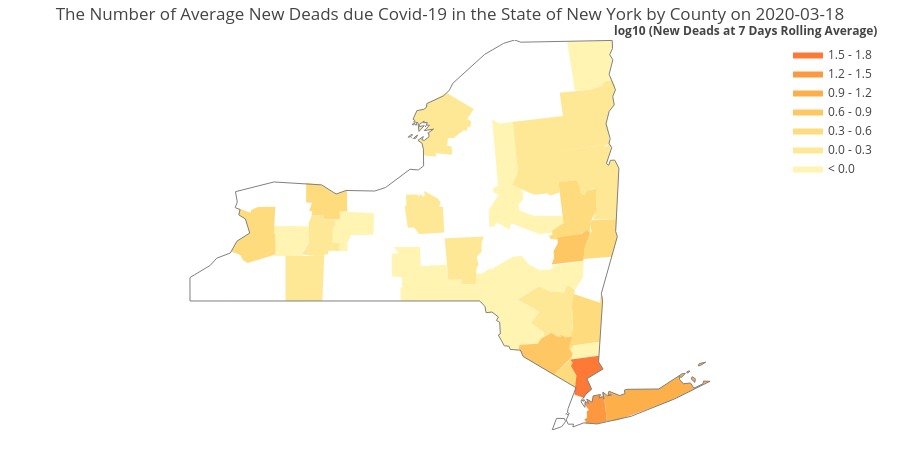 The Number of Average New Deads due Covid-19 in the State of New York by County on 2020-03-18
log10 (New Deads at 7 Days Rolling Average)
1.5 - 1.8
1.2 - 1.5
0.9 - 1.2
0.6 - 0.9
0.3 - 0.6
0.0 - 0.3
< 0.0